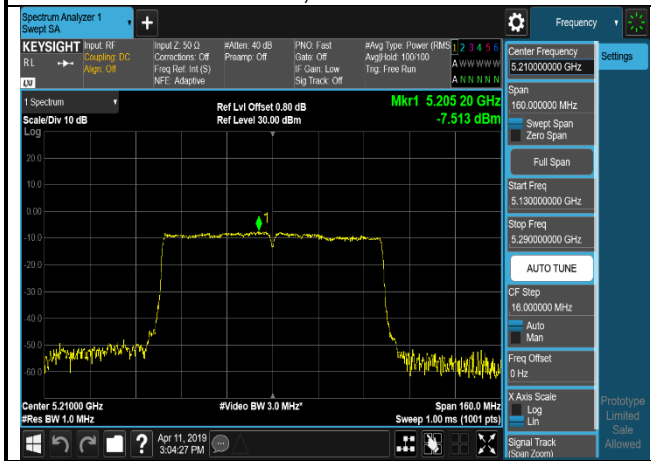 Spectrum Analyzer 1
Swept SA
+
Frequency
KEYSIGHT
RL
LXI
Input: RF
Coupling: DC
Align: Off
Input Z: 50 Ω
Corrections: Off
Freq Ref: Int (S)
NFE: Adaptive
#Atten: 40 dB
Preamp: Off
PNO: Fast
Gate: Off
IF Gain: Low
Sig Track: Off
#Avg Type: Power (RMS
Avg|Hold: 100/100
Trig: Free Run
1 2 3 4 5 6
A W W W W W
A N N N N N
1 Spectrum
Scale/Div 10 dB
Log
Ref Lvl Offset 0.80 dB
Ref Level 30.00 dBm
Mkr1 5.205 20 GHz
-7.513 dBm
20.0
10.0
0.00
-10.0
-20.0
-30.0
-40.0
-50.0
-60.0
1
Center 5.21000 GHz
#Res BW 1.0 MHz
#Video BW 3.0 MHz*
Span 160.0 MHz
Sweep 1.00 ms (1001 pts)
?
Apr 11, 2019
3:04:27 PM
Center Frequency
5.210000000 GHz
Settings
Span
160.000000 MHz
Swept Span
Zero Span
Full Span
Start Freq
5.130000000 GHz
Stop Freq
5.290000000 GHz
AUTO TUNE
CF Step
16.000000 MHz
Auto
Man
Freq Offset
0 Hz
X Axis Scale
Log
Lin
Signal Track
(Span Zoom)
Prototype
Limited
Sale
Allowed